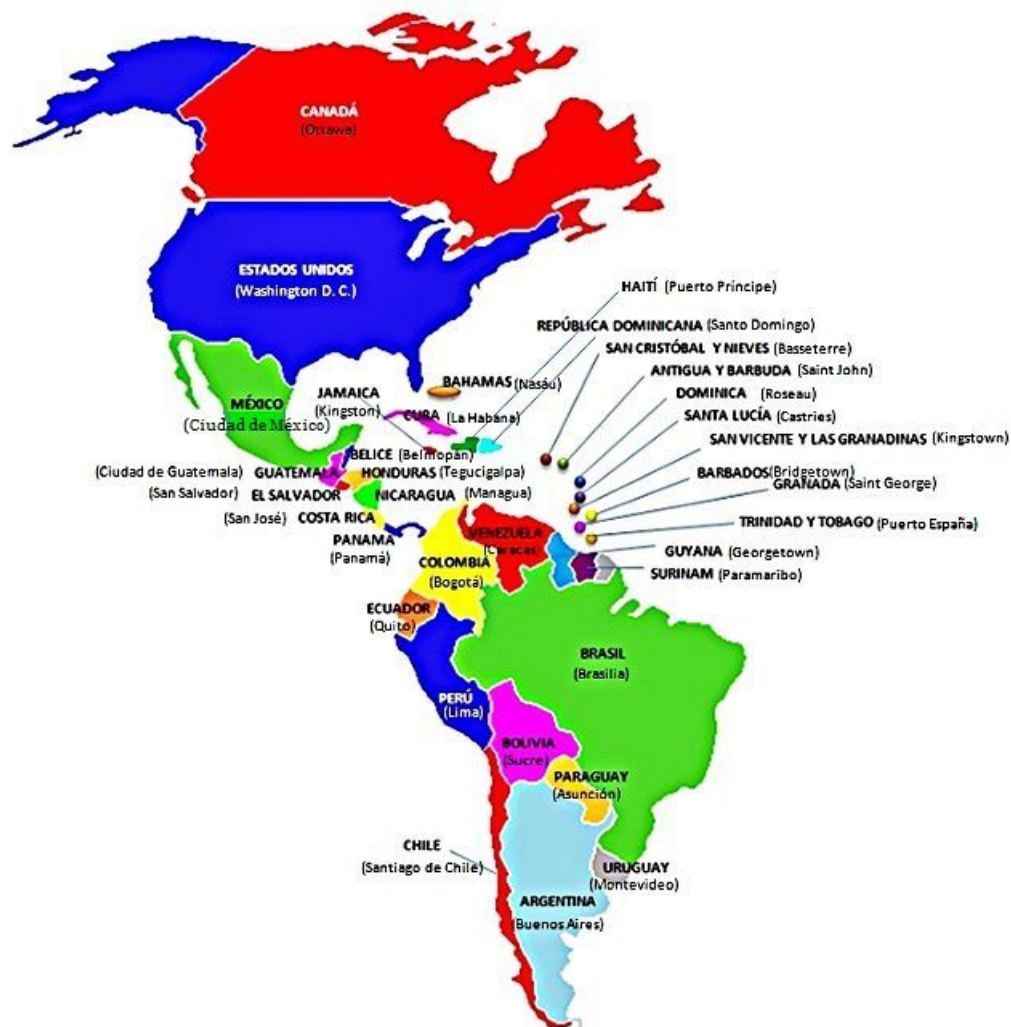 CANADÁ
(Ottawa)
ESTADOS UNIDOS
(Washington D. C.)
HAITÍ (Puerto Príncipe)
REPÚBLICA DOMINICANA (Santo Domingo)
SAN CRISTÓBAL Y NIEVES (Basseterre)
ANTIGUA Y BARBUDA (Saint John)
DOMINICA (Roseau)
SANTA LUCÍA (Castries)
SAN VICENTE Y LAS GRANADINAS (Kingstown)
BARBADOS (Bridgetown)
GRANADA (Saint George)
TRINIDAD Y TOBAGO (Puerto España)
GUYANA (Georgetown)
SURINAM (Paramaribo)
BAHAMAS (Nasáu)
JAMAICA
(Kingston)
CUBA (La Habana)
MÉXICO
(Ciudad de México)
BELICE (Belmopán)
(Ciudad de Guatemala) GUATEMALA
HONDURAS (Tegucigalpa)
(San Salvador) EL SALVADOR
NICARAGUA (Managua)
(San José) COSTA RICA
PANAMÁ
(Panamá)
VENEZUELA
(Caracas)
COLOMBIA
(Bogotá)
ECUADOR
(Quito)
BRASIL
(Brasilia)
PERÚ
(Lima)
BOLIVIA
(Sucre)
PARAGUAY
(Asunción)
CHILE
(Santiago de Chile)
URUGUAY
(Montevideo)
ARGENTINA
(Buenos Aires)